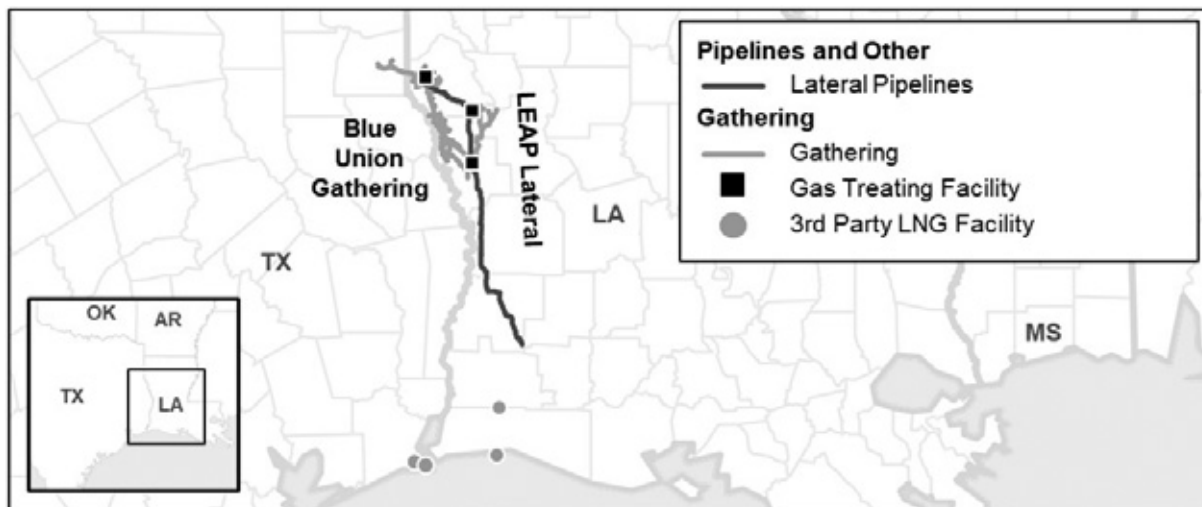 Pipelines and Other
Lateral Pipelines
Gathering
Gathering
Gas Treating Facility
3rd Party LNG Facility
Blue
Union
Gathering
LEAP Lateral
LA
TX
MS
OK
AR
TX
LA